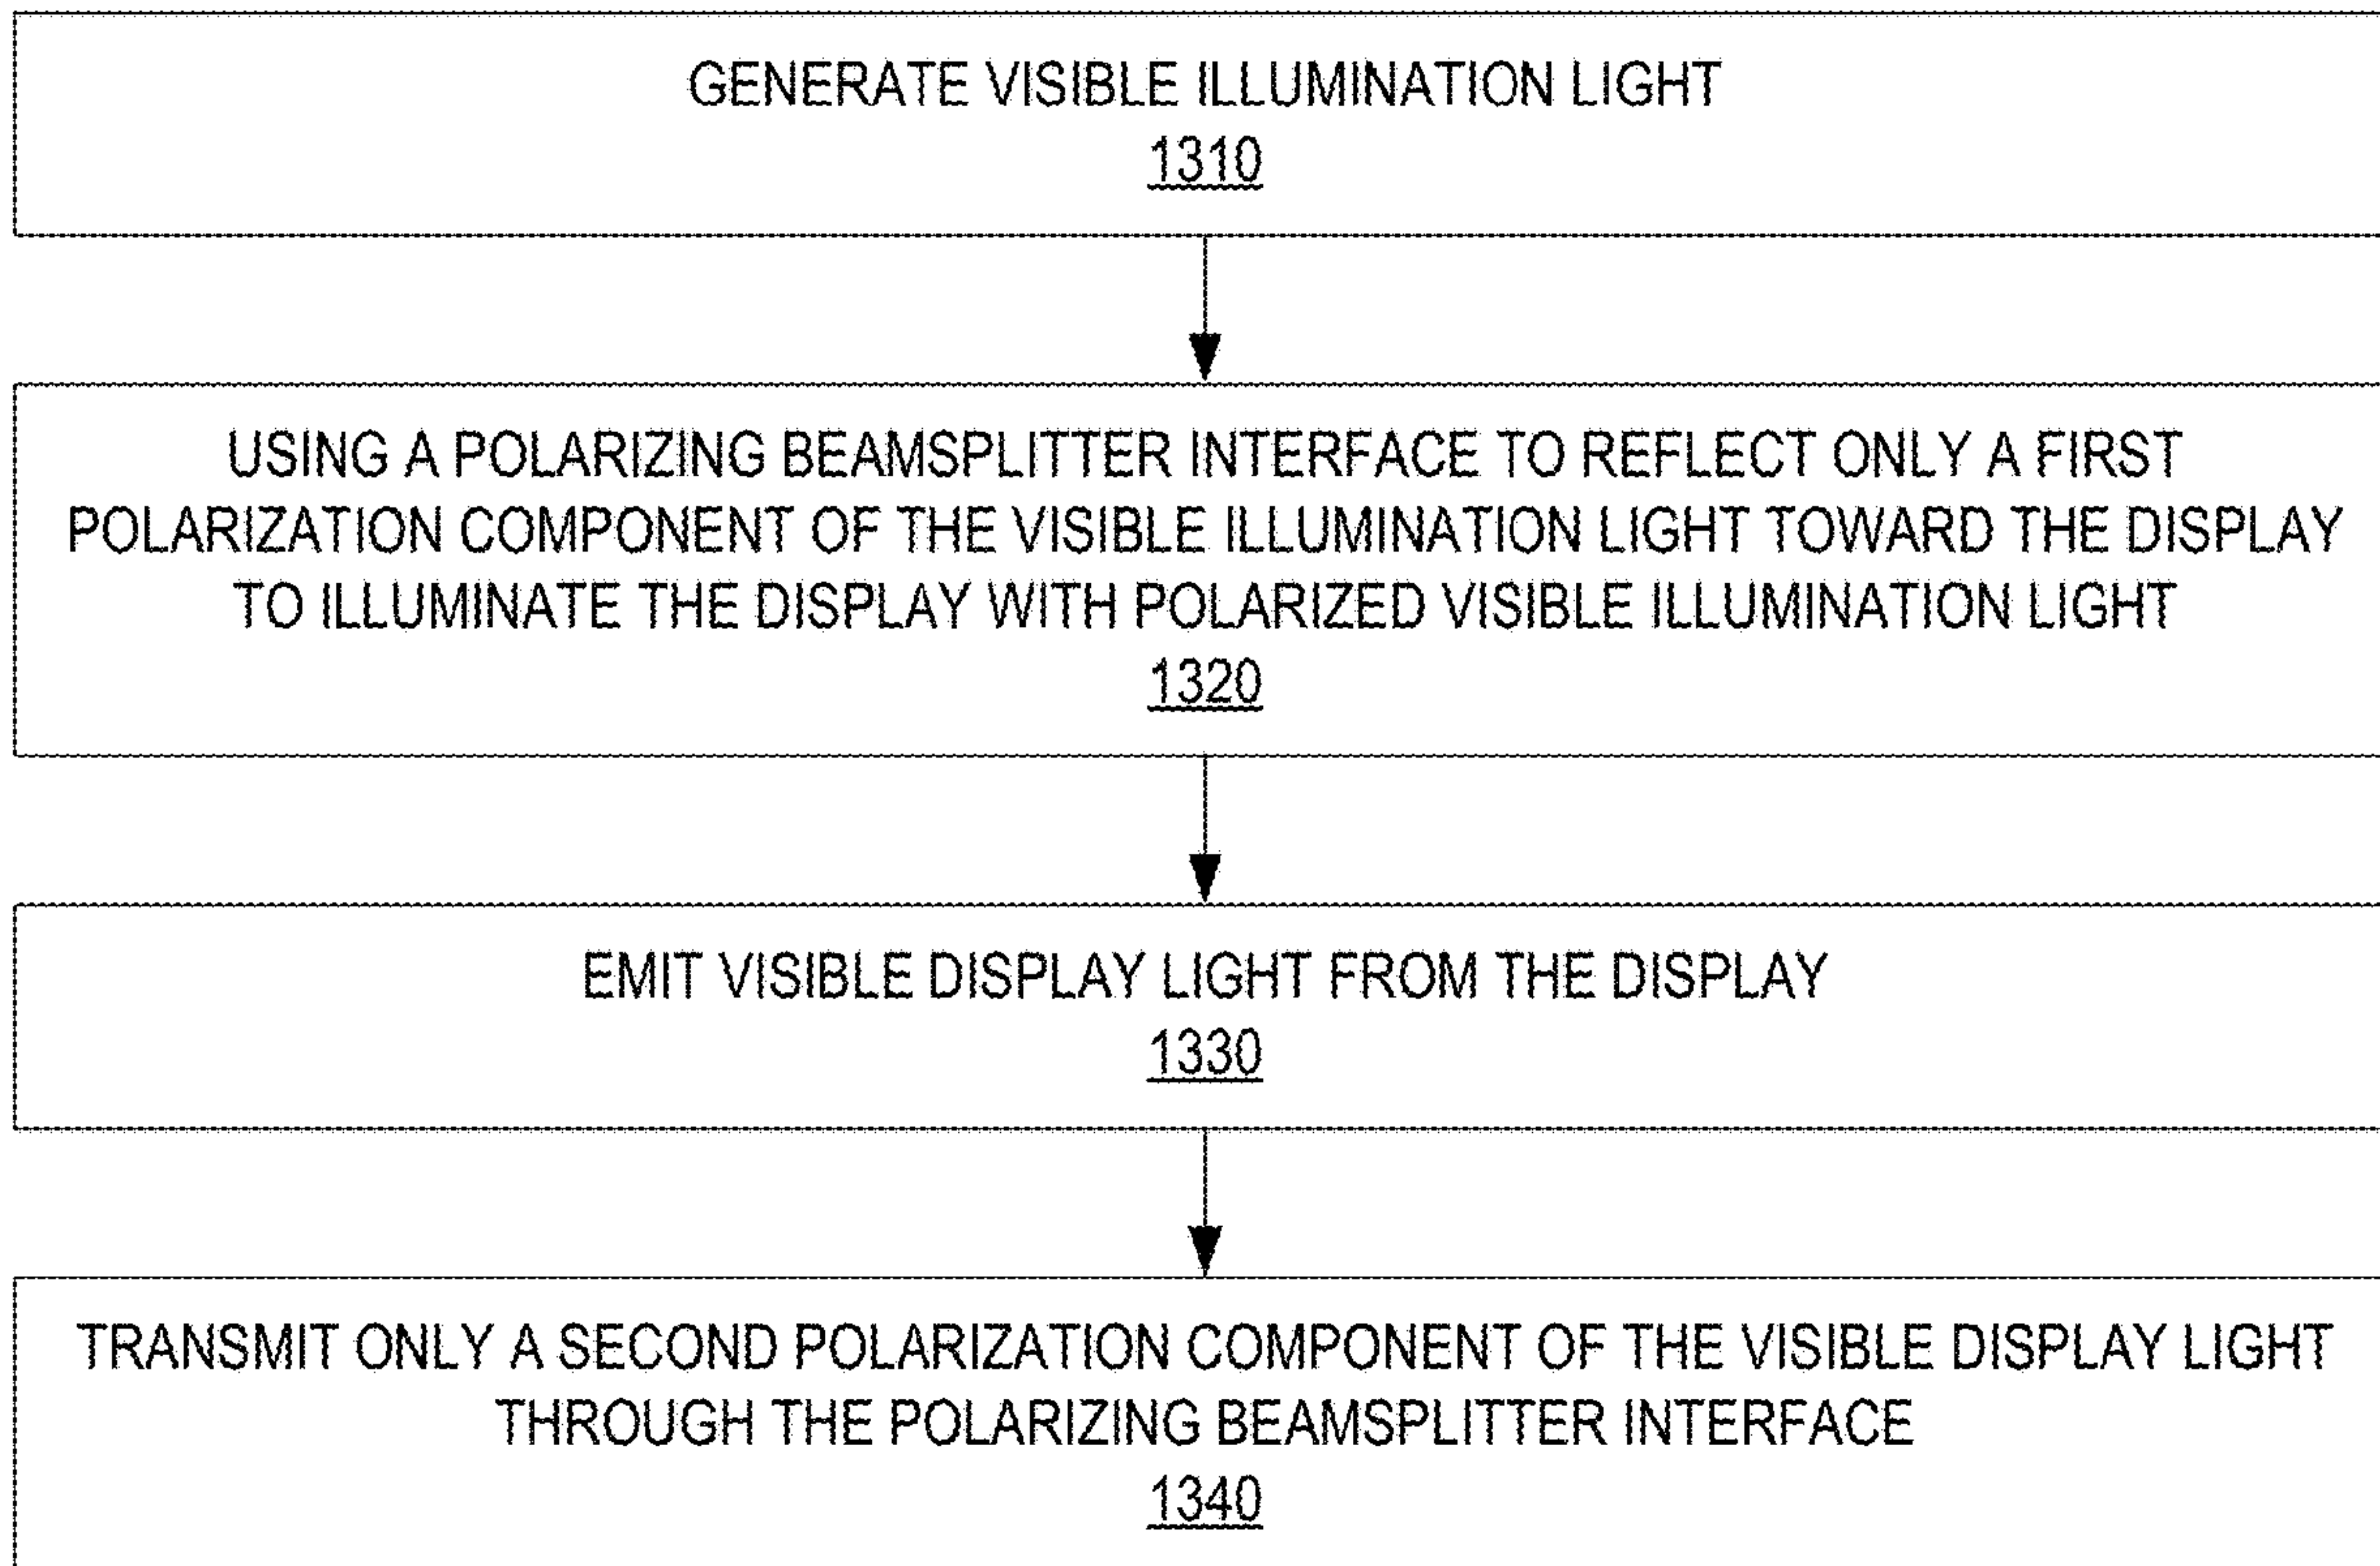 GENERATE VISIBLE ILLUMINATION LIGHT
1310
USING A POLARIZING BEAMSPLITTER INTERFACE TO REFLECT ONLY A FIRST
POLARIZATION COMPONENT OF THE VISIBLE ILLUMINATION LIGHT TOWARD THE DISPLAY
TO ILLUMINATE THE DISPLAY WITH POLARIZED VISIBLE ILLUMINATION LIGHT
1320
EMIT VISIBLE DISPLAY LIGHT FROM THE DISPLAY
1330
TRANSMIT ONLY A SECOND POLARIZATION COMPONENT OF THE VISIBLE DISPLAY LIGHT
THROUGH THE POLARIZING BEAMSPLITTER INTERFACE
1340